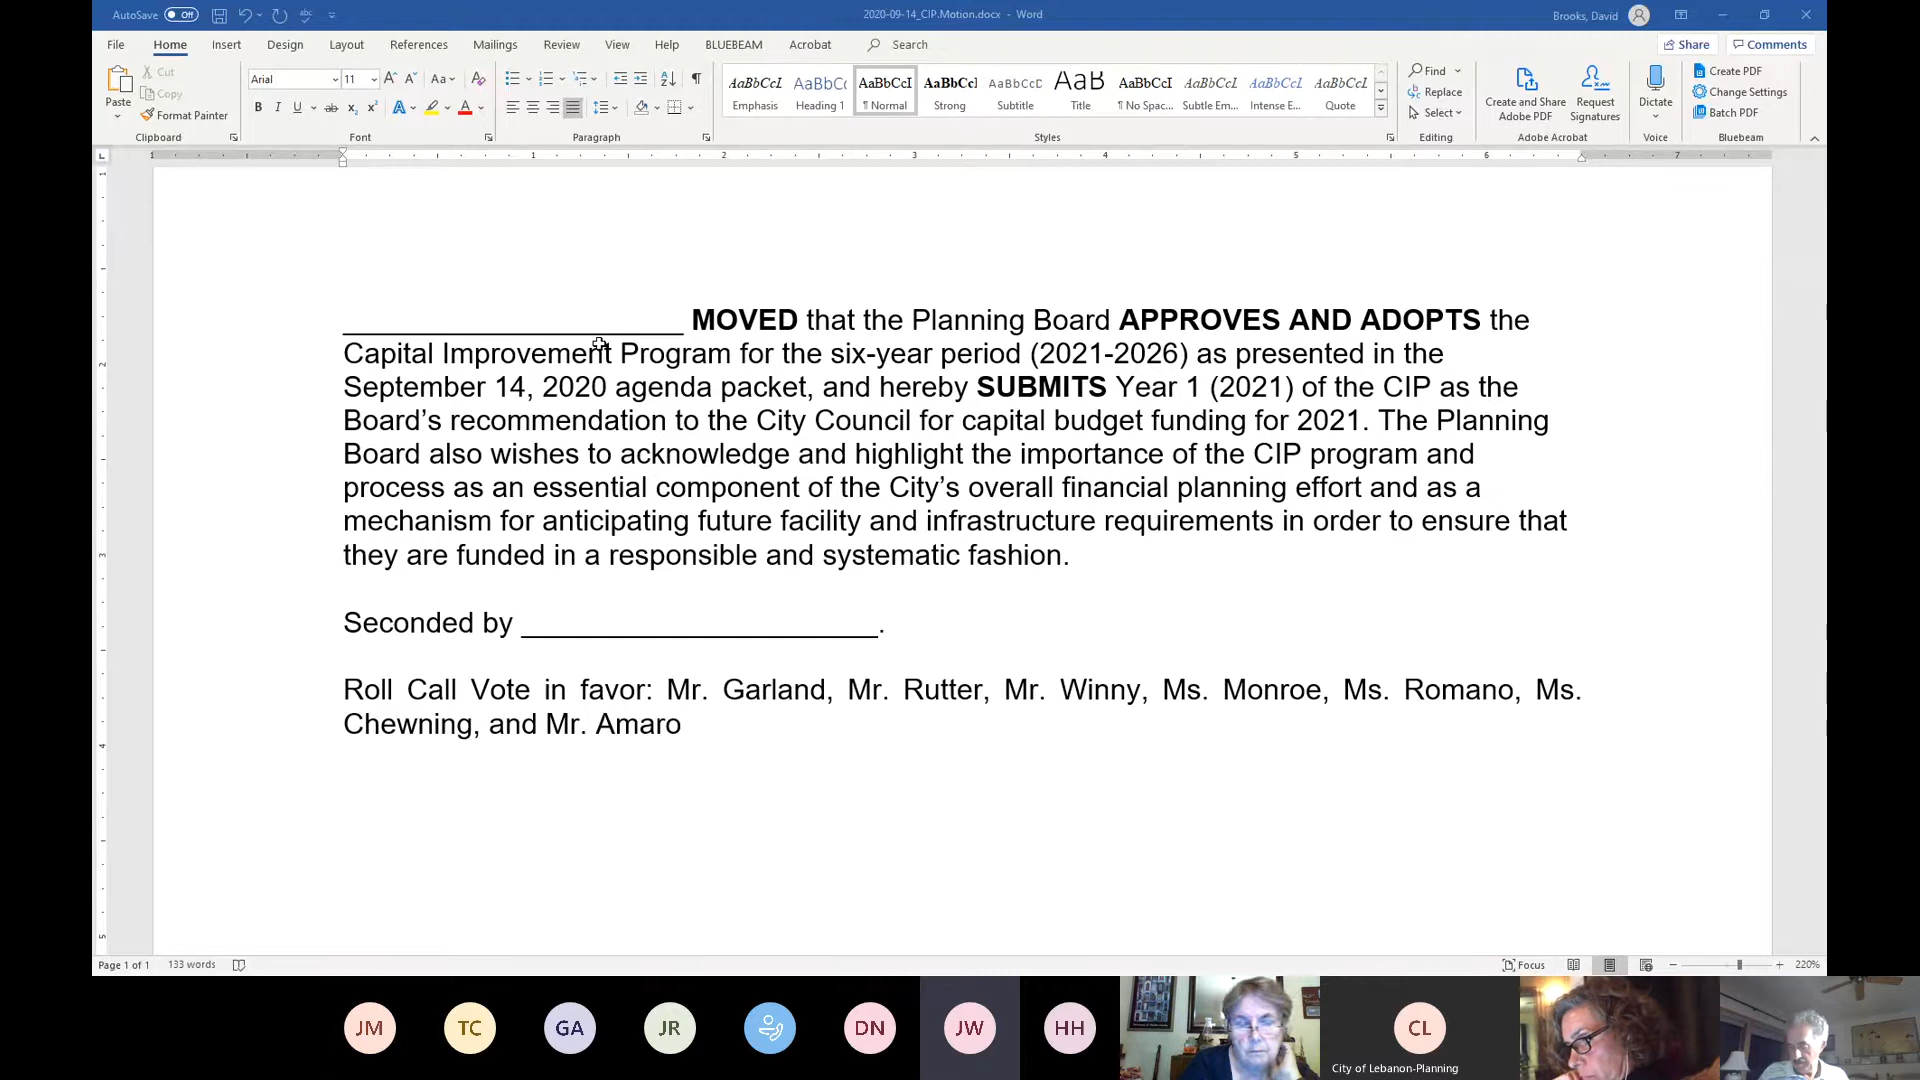 AutoSave Off
2020-09-14_CIP.Motion.docx - Word
Brooks, David
File Home Insert Design Layout References Mailings Review View Help BLUEBEAM Acrobat Search
Share Comments
Paste
Cut
Copy
Format Painter
Clipboard
Arial 11
Font
Paragraph
AaBbCcI AaBbCc AaBbCcI AaBbCcI AaBbCcD AaB AaBbCcI AaBbCcI AaBbCcI AaBbCcI
Emphasis Heading 1 ¶ Normal Strong Subtitle Title ¶ No Spac... Subtle Em... Intense E... Quote
Styles
Find
Replace
Select
Editing
Create and Share
Adobe PDF
Request
Signatures
Adobe Acrobat
Dictate
Voice
Create PDF
Change Settings
Batch PDF
Bluebeam
1 1 2 3 4 5 6 7
______________________ MOVED that the Planning Board APPROVES AND ADOPTS the
Capital Improvement Program for the six-year period (2021-2026) as presented in the
September 14, 2020 agenda packet, and hereby SUBMITS Year 1 (2021) of the CIP as the
Board’s recommendation to the City Council for capital budget funding for 2021. The Planning
Board also wishes to acknowledge and highlight the importance of the CIP program and
process as an essential component of the City’s overall financial planning effort and as a
mechanism for anticipating future facility and infrastructure requirements in order to ensure that
they are funded in a responsible and systematic fashion.
Seconded by _______________________.
Roll Call Vote in favor: Mr. Garland, Mr. Rutter, Mr. Winny, Ms. Monroe, Ms. Romano, Ms.
Chewning, and Mr. Amaro
Page 1 of 1 133 words
Focus
220%
JM TC GA JR DN JW HH CL
City of Lebanon-Planning